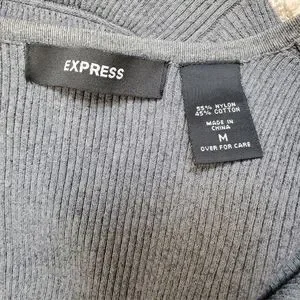 EXPRESS
55% NYLON
45% COTTON
MADE IN
CHINA
M
OVER FOR CARE